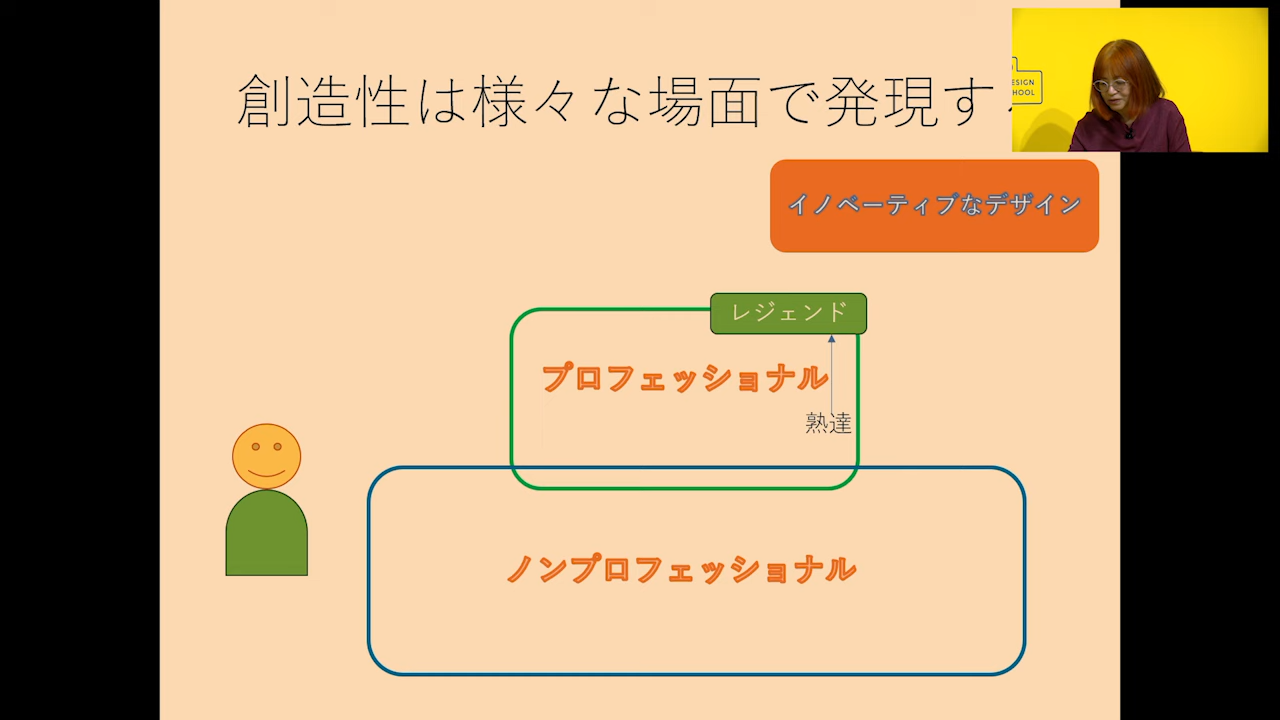 創造性は様々な場面で発現す
ESIGN
HOOL
イノベーティブなデザイン
レジェンド
プロフェッショナル
熟達
ノンプロフェッショナル